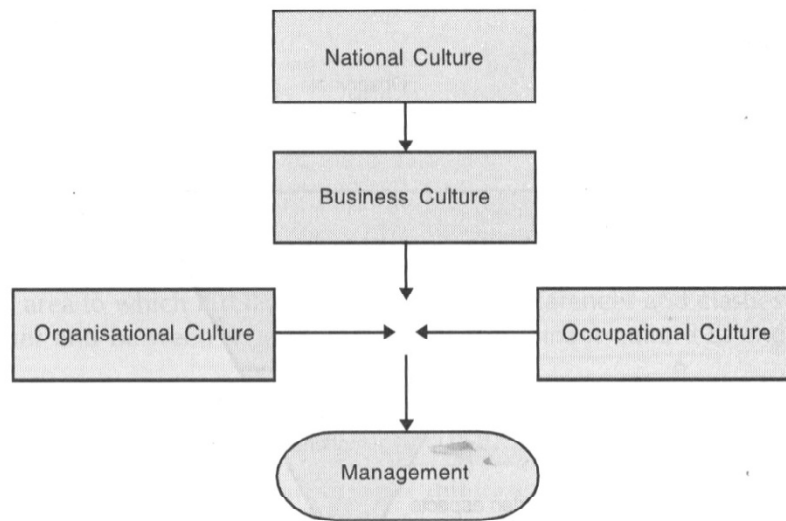 National Culture
Business Culture
Organisational Culture
Occupational Culture
Management